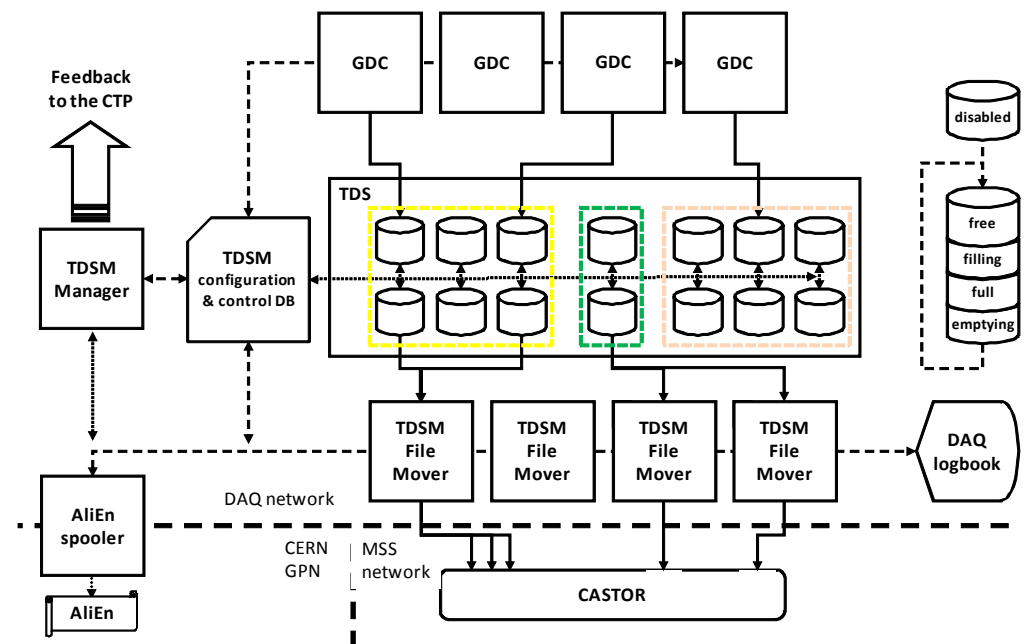 GDC
GDC
GDC
GDC
Feedback
to the CTP
disabled
TDS
free
filling
full
emptying
TDSM
Manager
TDSM
configuration
& control DB
TDSM
File
Mover
TDSM
File
Mover
TDSM
File
Mover
TDSM
File
Mover
DAQ
logbook
DAQ network
AliEn
spooler
CERN
GPN
MSS
network
CASTOR
AliEn